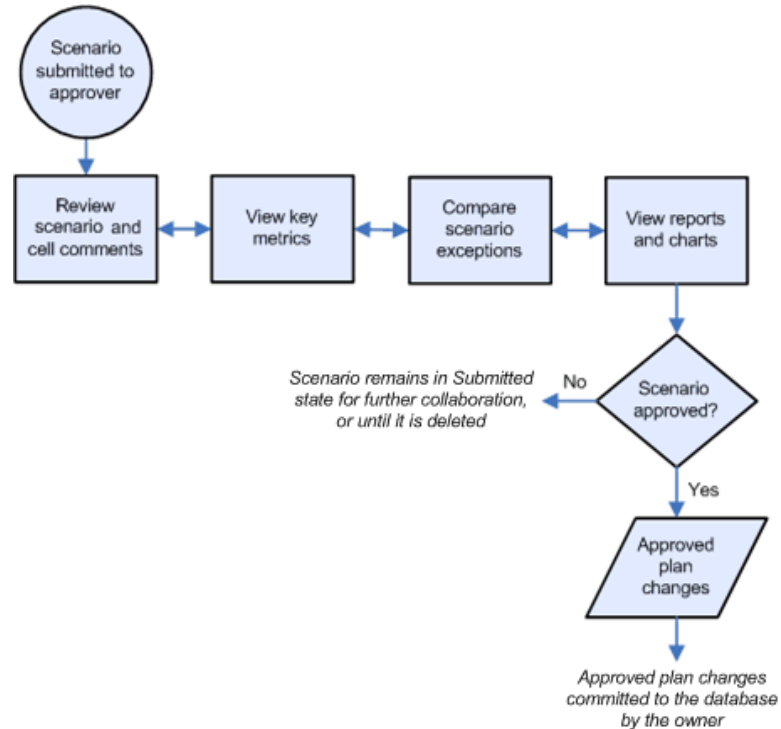 Scenario
submitted to
approver
Review
scenario and
cell comments
View key
metrics
Compare
scenario
exceptions
View reports
and charts
Scenario remains in Submitted
state for further collaboration,
or until it is deleted
No
Scenario
approved?
Yes
Approved
plan
changes
Approved plan changes
committed to the database
by the owner